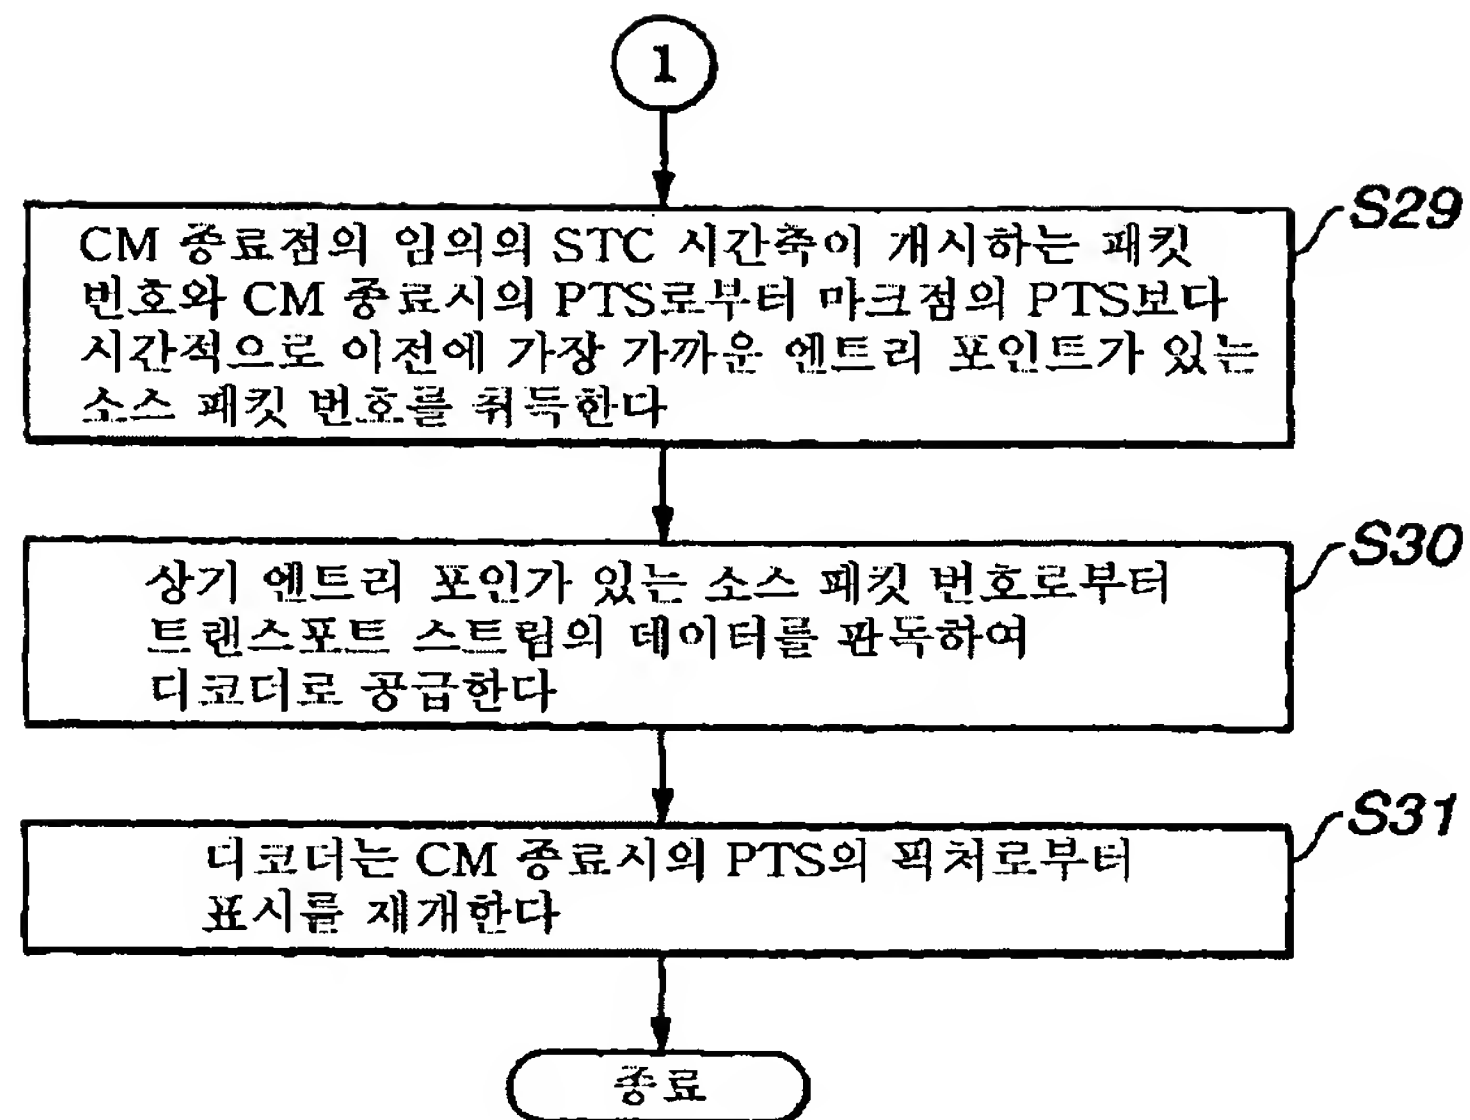 1
S29
CM 종료점의 임의의 STC 시간축이 개시하는 패킷
번호와 CM 종료시의 PTS로부터 마크점의 PTS보다
시간적으로 이전에 가장 가까운 엔트리 포인트가 있는
소스 패킷 번호를 취득한다
S30
상기 엔트리 포인가 있는 소스 패킷 번호로부터
트랜스포트 스트림의 데이터를 판독하여
디코더로 공급한다
S31
디코더는 CM 종료시의 PTS의 픽처로부터
표시를 재개한다
종료